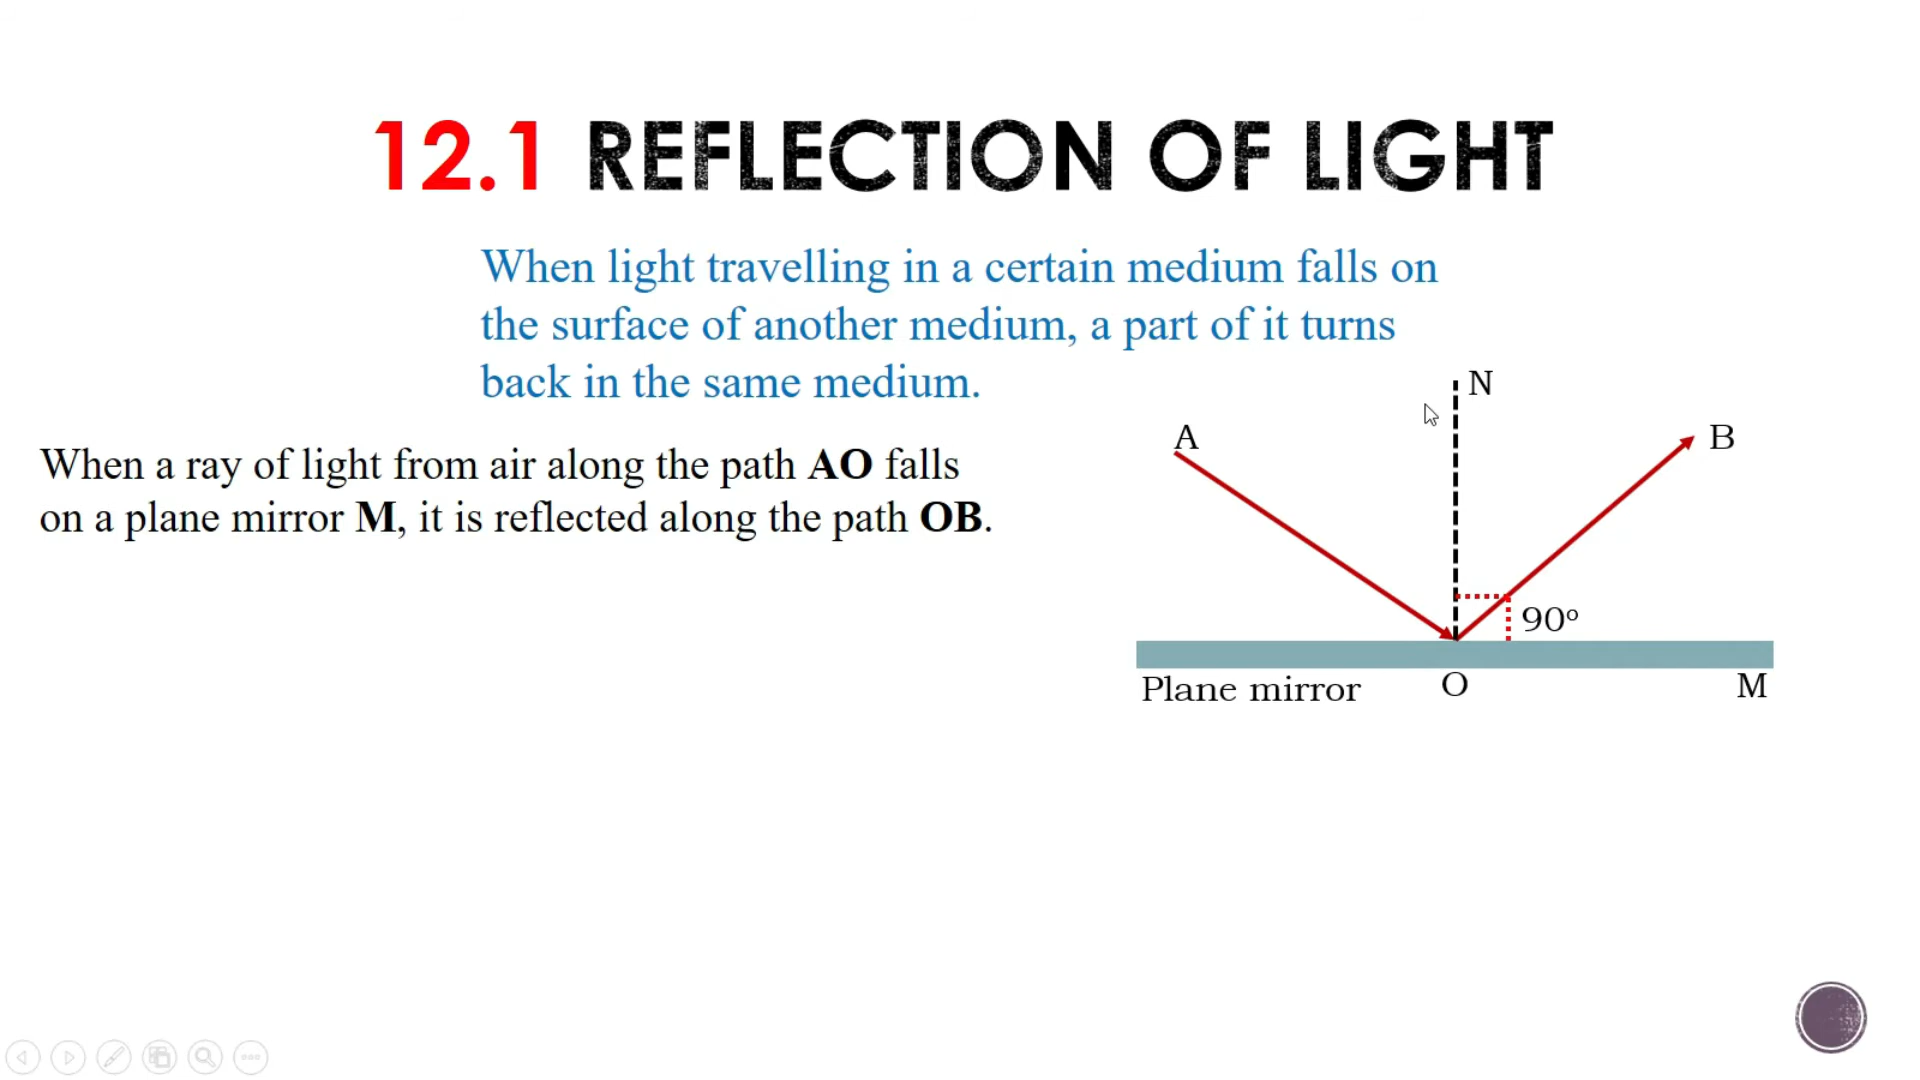 12.1 REFLECTION OF LIGHT
When light travelling in a certain medium falls on
the surface of another medium, a part of it turns
back in the same medium.
When a ray of light from air along the path AO falls
on a plane mirror M, it is reflected along the path OB.
N
A
B
90o
Plane mirror
O
M